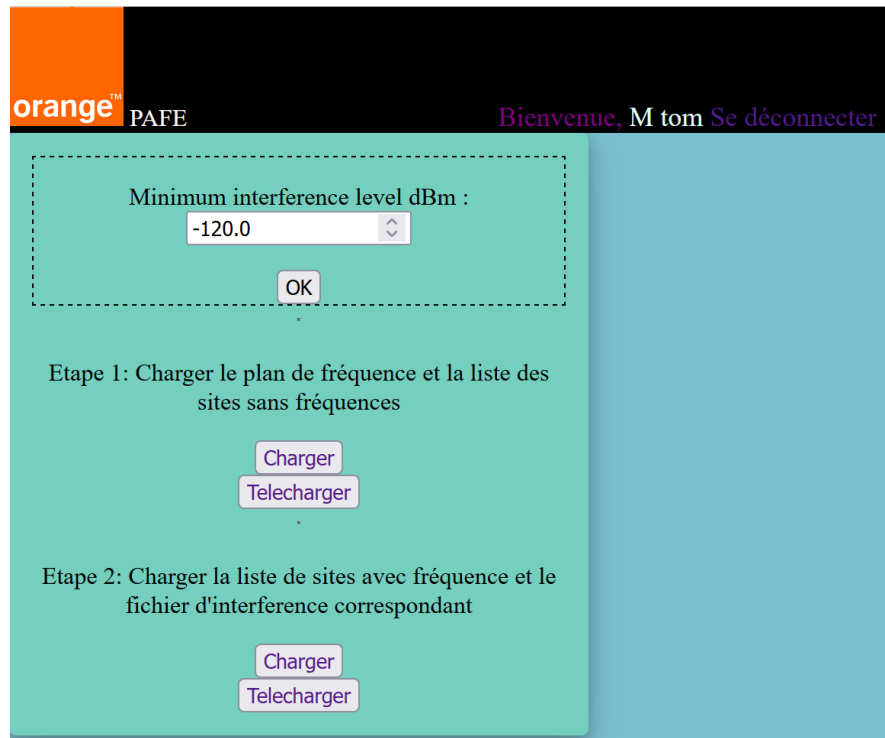 orange™ PAFE
Bienvenue, M tom Se déconnecter
Minimum interference level dBm :
-120.0
OK
Etape 1: Charger le plan de fréquence et la liste des
sites sans fréquences
Charger
Telecharger
Etape 2: Charger la liste de sites avec fréquence et le
fichier d'interference correspondant
Charger
Telecharger